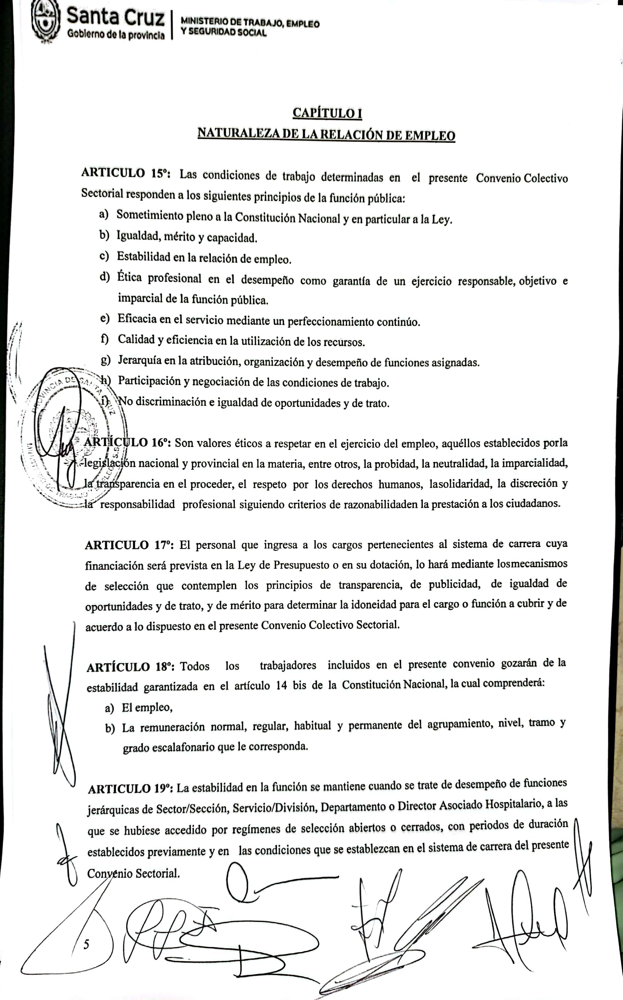 Santa Cruz
Gobierno de la provincia
MINISTERIO DE TRABAJO, EMPLEO
Y SEGURIDAD SOCIAL
CAPÍTULO I
NATURALEZA DE LA RELACIÓN DE EMPLEO
ARTICULO 15º: Las condiciones de trabajo determinadas en el presente Convenio Colectivo
Sectorial responden a los siguientes principios de la función pública:
a) Sometimiento pleno a la Constitución Nacional y en particular a la Ley.
b) Igualdad, mérito y capacidad.
c) Estabilidad en la relación de empleo.
d) Ética profesional en el desempeño como garantía de un ejercicio responsable, objetivo e
imparcial de la función pública.
e) Eficacia en el servicio mediante un perfeccionamiento continúo.
f) Calidad y eficiencia en la utilización de los recursos.
g) Jerarquía en la atribución, organización y desempeño de funciones asignadas.
h) Participación y negociación de las condiciones de trabajo.
i) No discriminación e igualdad de oportunidades y de trato.
PROVINCIA DE SANTA CRUZ
MINISTERIO DE TRABAJO EMPLEO Y S.S.
ARTÍCULO 16º: Son valores éticos a respetar en el ejercicio del empleo, aquéllos establecidos porla
legislación nacional y provincial en la materia, entre otros, la probidad, la neutralidad, la imparcialidad,
la transparencia en el proceder, el respeto por los derechos humanos, lasolidaridad, la discreción y
la responsabilidad profesional siguiendo criterios de razonabilidaden la prestación a los ciudadanos.
ARTICULO 17º: El personal que ingresa a los cargos pertenecientes al sistema de carrera cuya
financiación será prevista en la Ley de Presupuesto o en su dotación, lo hará mediante losmecanismos
de selección que contemplen los principios de transparencia, de publicidad, de igualdad de
oportunidades y de trato, y de mérito para determinar la idoneidad para el cargo o función a cubrir y de
acuerdo a lo dispuesto en el presente Convenio Colectivo Sectorial.
ARTÍCULO 18º: Todos los trabajadores incluidos en el presente convenio gozarán de la
estabilidad garantizada en el artículo 14 bis de la Constitución Nacional, la cual comprenderá:
a) El empleo,
b) La remuneración normal, regular, habitual y permanente del agrupamiento, nivel, tramo y
grado escalafonario que le corresponda.
ARTICULO 19º: La estabilidad en la función se mantiene cuando se trate de desempeño de funciones
jerárquicas de Sector/Sección, Servicio/División, Departamento o Director Asociado Hospitalario, a las
que se hubiese accedido por regímenes de selección abiertos o cerrados, con periodos de duración
establecidos previamente y en las condiciones que se establezcan en el sistema de carrera del presente
Convenio Sectorial.
5